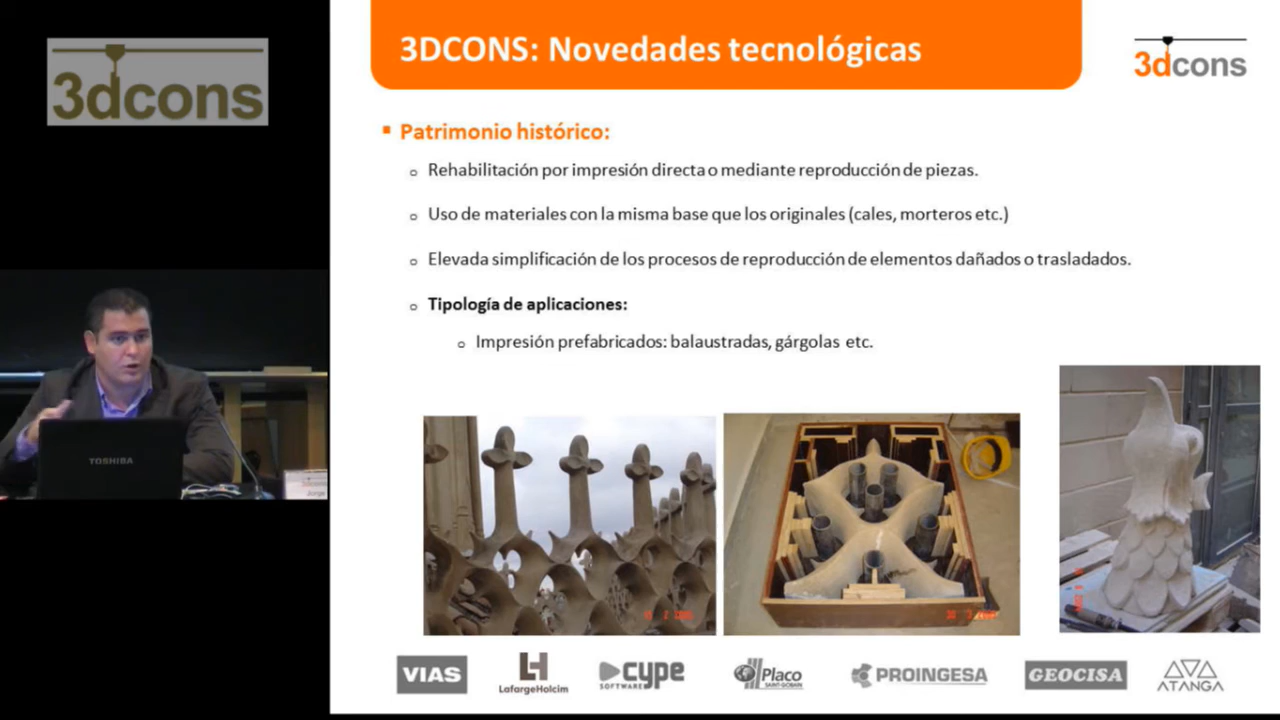 3dcons
3DCONS: Novedades tecnológicas
3dcons
Patrimonio histórico:
Rehabilitación por impresión directa o mediante reproducción de piezas.
Uso de materiales con la misma base que los originales (cales, morteros etc.)
Elevada simplificación de los procesos de reproducción de elementos dañados o trasladados.
Tipología de aplicaciones:
Impresión prefabricados: balaustradas, gárgolas etc.
TOSHIBA
Jorge
VIAS
LafargeHolcim
cype
SOFTWARE
Placo
SAINT-GOBAIN
PROINGESA
GEOCISA
ATANGA